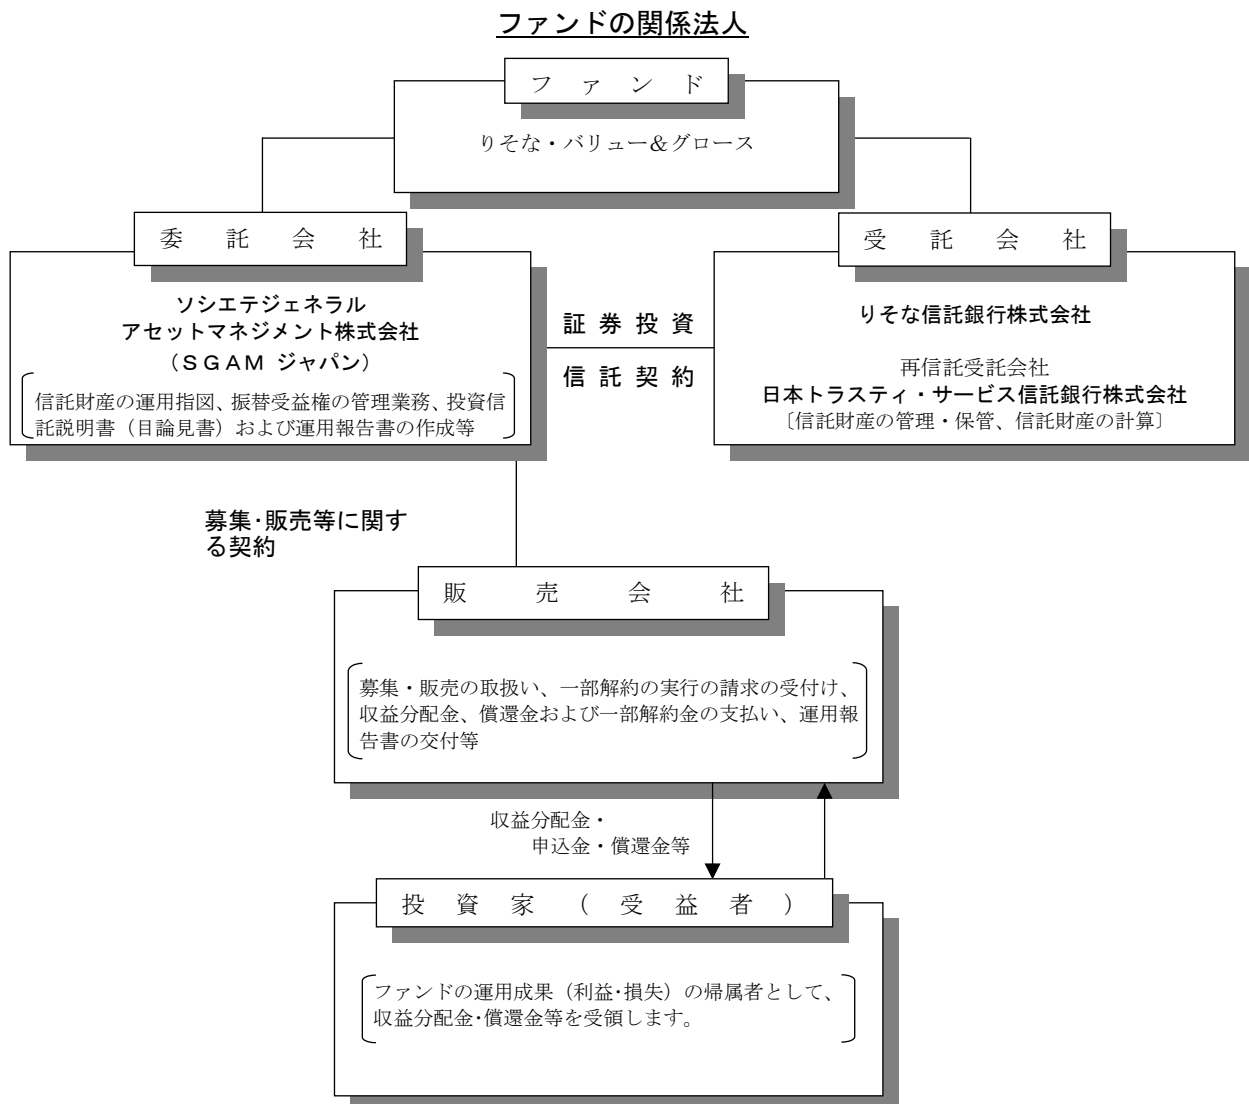 ファンドの関係法人
ファンド
りそな・バリュー＆グロース
委託会社
ソシエテジェネラル
アセットマネジメント株式会社
（ＳＧＡＭ ジャパン）
信託財産の運用指図、振替受益権の管理業務、投資信
託説明書（目論見書）および運用報告書の作成等
証券投資
信託契約
受託会社
りそな信託銀行株式会社
再信託受託会社
日本トラスティ・サービス信託銀行株式会社
〔信託財産の管理・保管、信託財産の計算〕
募集・販売等に関す
る契約
販売会社
募集・販売の取扱い、一部解約の実行の請求の受付け、
収益分配金、償還金および一部解約金の支払い、運用報
告書の交付等
収益分配金・
申込金・償還金等
投資家（受益者）
ファンドの運用成果（利益・損失）の帰属者として、
収益分配金・償還金等を受領します。